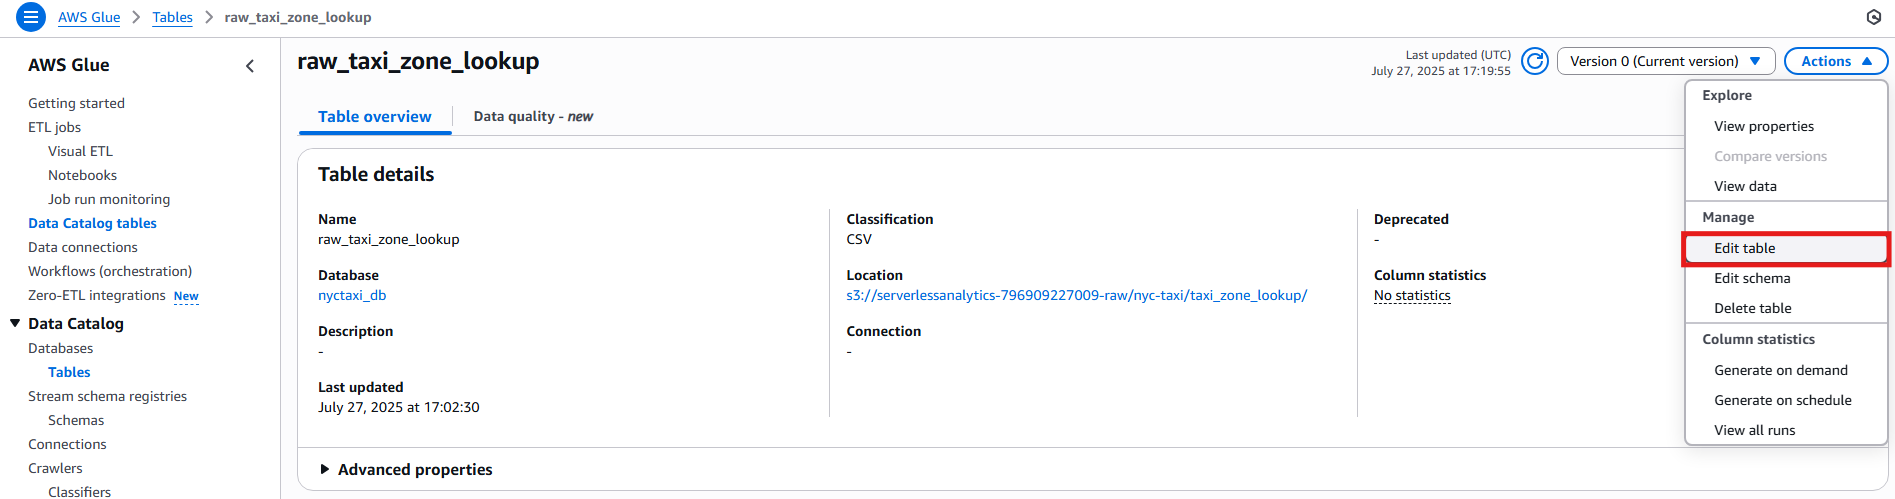 AWS Glue > Tables > raw_taxi_zone_lookup
AWS Glue
Getting started
ETL jobs
Visual ETL
Notebooks
Job run monitoring
Data Catalog tables
Data connections
Workflows (orchestration)
Zero-ETL integrations New
Data Catalog
Databases
Tables
Stream schema registries
Schemas
Connections
Crawlers
Classifiers
raw_taxi_zone_lookup
Last updated (UTC)
July 27, 2025 at 17:19:55
Version 0 (Current version)
Actions
Table overview
Data quality - new
Table details
Name
raw_taxi_zone_lookup
Database
nyctaxi_db
Description
-
Last updated
July 27, 2025 at 17:02:30
Classification
CSV
Location
s3://serverlessanalytics-796909227009-raw/nyc-taxi/taxi_zone_lookup/
Connection
-
Deprecated
-
Column statistics
No statistics
Advanced properties
Explore
View properties
Compare versions
View data
Manage
Edit table
Edit schema
Delete table
Column statistics
Generate on demand
Generate on schedule
View all runs